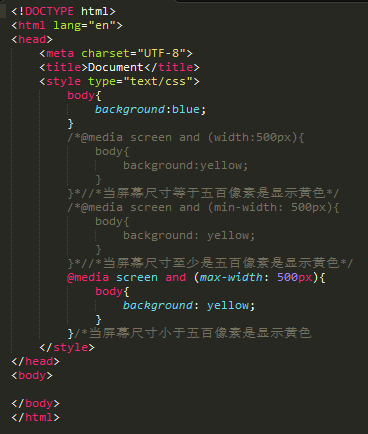 <!DOCTYPE html>
<html lang="en">
<head>
    <meta charset="UTF-8">
    <title>Document</title>
    <style type="text/css">
        body{
            background:blue;
        }
        /*@media screen and (width:500px){
            body{
                background:yellow;
            }
        }*//*当屏幕尺寸等于五百像素是显示黄色*/
        /*@media screen and (min-width: 500px){
            body{
                background: yellow;
            }
        }*//*当屏幕尺寸至少是五百像素是显示黄色*/
        @media screen and (max-width: 500px){
            body{
                background: yellow;
            }
        }/*当屏幕尺寸小于五百像素是显示黄色
    </style>
</head>
<body>

</body>
</html>